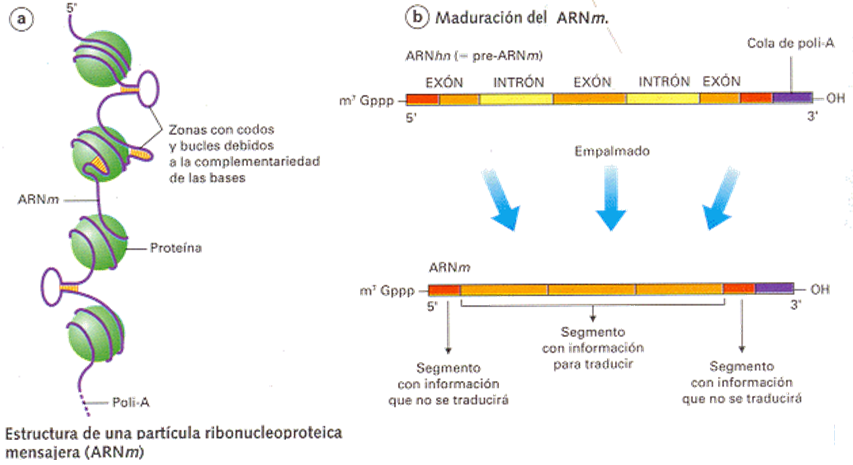 a
5'
Zonas con codos
y bucles debidos
a la complementariedad
de las bases
ARNm
Proteína
Poli-A
Estructura de una partícula ribonucleoproteica
mensajera (ARNm)
b Maduración del ARNm.
Cola de poli-A
ARNhn (= pre-ARNm)
EXÓN INTRÓN EXÓN INTRÓN EXÓN
m⁷ Gppp OH
5' 3'
Empalmado
ARNm
m⁷ Gppp OH
5' 3'
Segmento
con información
que no se traducirá
Segmento
con información
para traducir
Segmento
con información
que no se traducirá